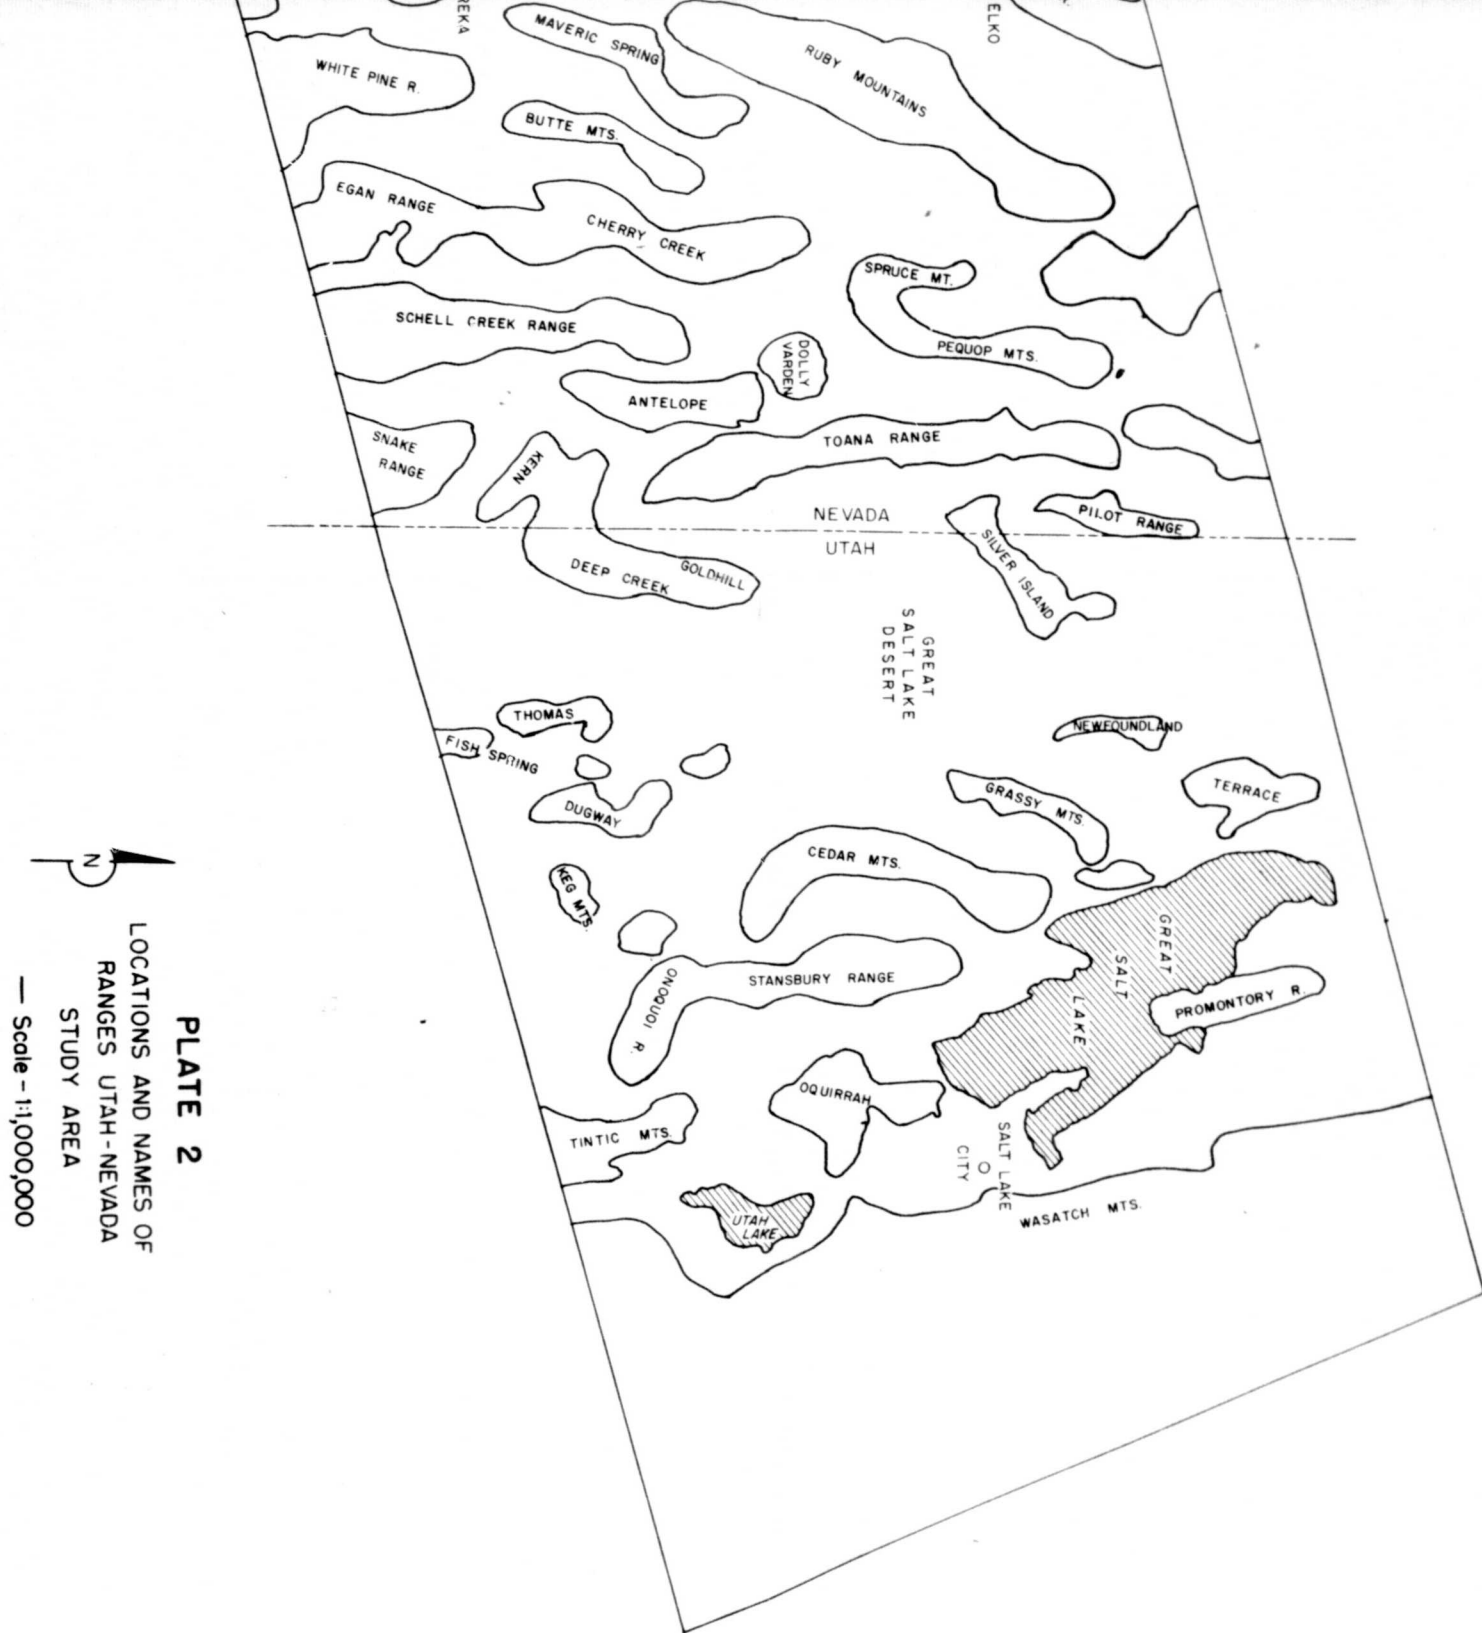 REKA
ELKO
MAVERIC SPRING
RUBY MOUNTAINS
WHITE PINE R.
BUTTE MTS.
EGAN RANGE
CHERRY CREEK
SPRUCE MT.
SCHELL CREEK RANGE
PEQUOP MTS.
DOLLY
VARDEN
ANTELOPE
TOANA RANGE
SNAKE
RANGE
KERN
NEVADA
UTAH
PILOT RANGE
SILVER ISLAND
DEEP CREEK
GOLDHILL
GREAT
SALT LAKE
DESERT
THOMAS
FISH SPRING
NEWFOUNDLAND
DUGWAY
GRASSY MTS.
TERRACE
CEDAR MTS.
KEG MTS.
GREAT
SALT
LAKE
STANSBURY RANGE
ONOQUOI R.
PROMONTORY R.
OQUIRRAH
TINTIC MTS.
SALT LAKE
CITY
UTAH
LAKE
WASATCH MTS.
N
PLATE 2
LOCATIONS AND NAMES OF
RANGES UTAH-NEVADA
STUDY AREA
— Scale - 1:1,000,000